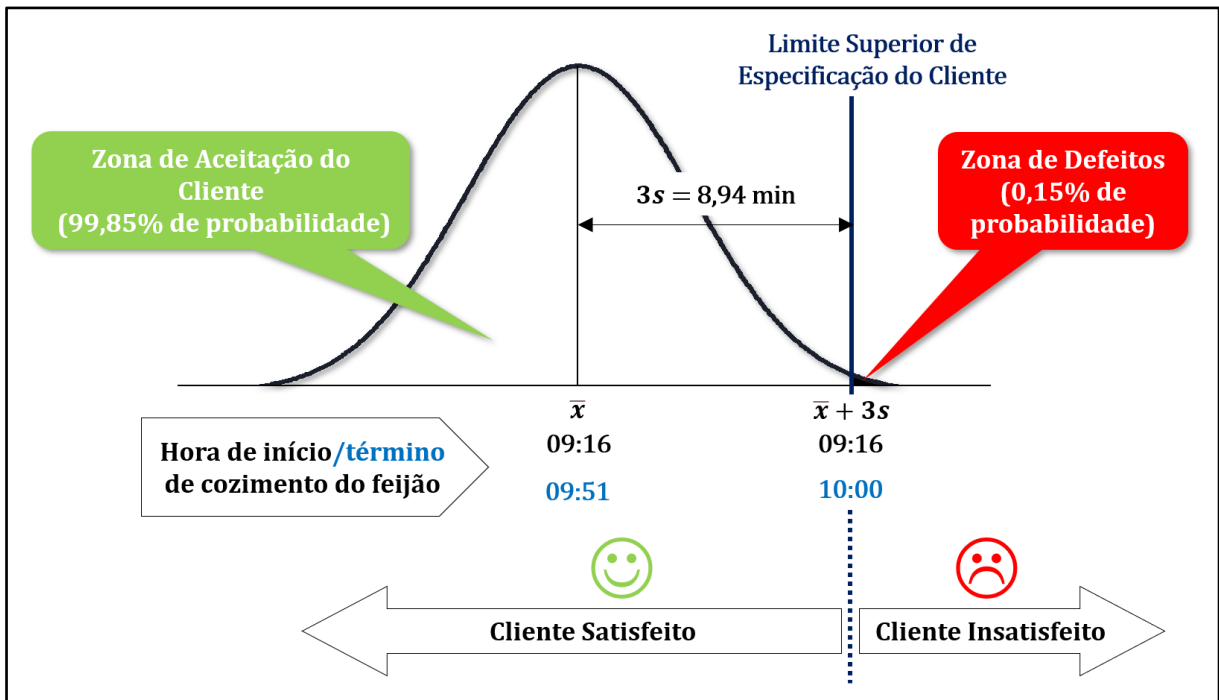 Limite Superior de
Especificação do Cliente
Zona de Aceitação do
Cliente
(99,85% de probabilidade)
Zona de Defeitos
(0,15% de
probabilidade)
3s = 8,94 min
x̅
x̅ + 3s
Hora de início/término
de cozimento do feijão
09:16
09:16
09:51
10:00
Cliente Satisfeito
Cliente Insatisfeito